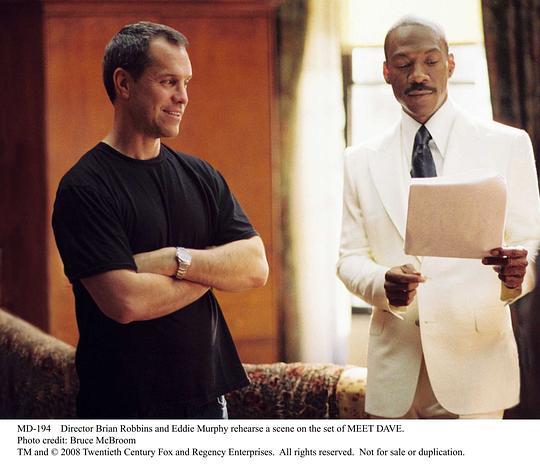 MD-194 Director Brian Robbins and Eddie Murphy rehearse a scene on the set of MEET DAVE.
Photo credit: Bruce McBroom
TM and © 2008 Twentieth Century Fox and Regency Enterprises. All rights reserved. Not for sale or duplication.